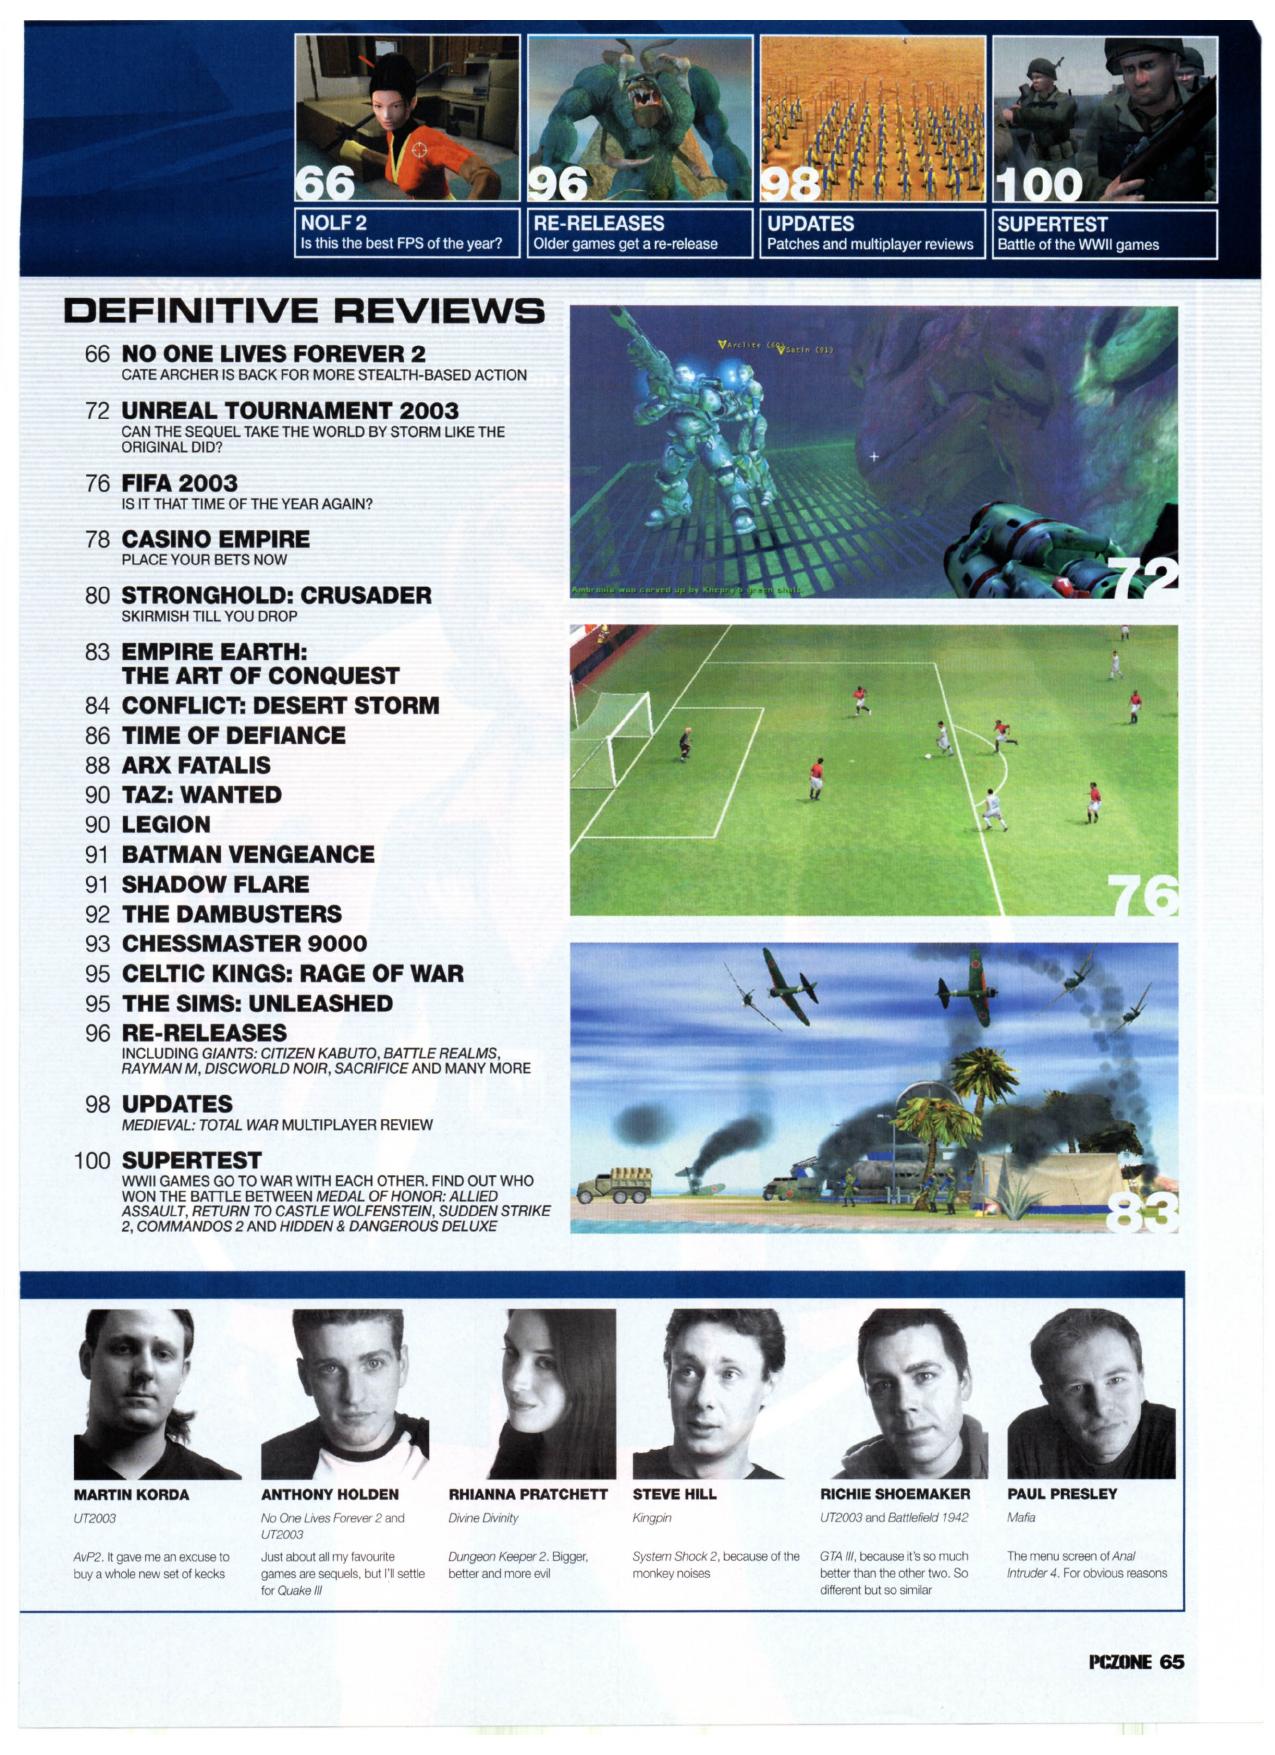 66
96
98
100
NOLF 2
Is this the best FPS of the year?
RE-RELEASES
Older games get a re-release
UPDATES
Patches and multiplayer reviews
SUPERTEST
Battle of the WWII games
DEFINITIVE REVIEWS
66 NO ONE LIVES FOREVER 2
CATE ARCHER IS BACK FOR MORE STEALTH-BASED ACTION
72 UNREAL TOURNAMENT 2003
CAN THE SEQUEL TAKE THE WORLD BY STORM LIKE THE
ORIGINAL DID?
76 FIFA 2003
IS IT THAT TIME OF THE YEAR AGAIN?
78 CASINO EMPIRE
PLACE YOUR BETS NOW
80 STRONGHOLD: CRUSADER
SKIRMISH TILL YOU DROP
83 EMPIRE EARTH:
THE ART OF CONQUEST
84 CONFLICT: DESERT STORM
86 TIME OF DEFIANCE
88 ARX FATALIS
90 TAZ: WANTED
90 LEGION
91 BATMAN VENGEANCE
91 SHADOW FLARE
92 THE DAMBUSTERS
93 CHESSMASTER 9000
95 CELTIC KINGS: RAGE OF WAR
95 THE SIMS: UNLEASHED
96 RE-RELEASES
INCLUDING GIANTS: CITIZEN KABUTO, BATTLE REALMS,
RAYMAN M, DISCWORLD NOIR, SACRIFICE AND MANY MORE
98 UPDATES
MEDIEVAL: TOTAL WAR MULTIPLAYER REVIEW
100 SUPERTEST
WWII GAMES GO TO WAR WITH EACH OTHER. FIND OUT WHO
WON THE BATTLE BETWEEN MEDAL OF HONOR: ALLIED
ASSAULT, RETURN TO CASTLE WOLFENSTEIN, SUDDEN STRIKE
2, COMMANDOS 2 AND HIDDEN & DANGEROUS DELUXE
Arclite
Satin (91)
Ambrosia was carved up by Khepry's green
72
76
83
MARTIN KORDA
UT2003
AvP2. It gave me an excuse to
buy a whole new set of kecks
ANTHONY HOLDEN
No One Lives Forever 2 and
UT2003
Just about all my favourite
games are sequels, but I'll settle
for Quake III
RHIANNA PRATCHETT
Divine Divinity
Dungeon Keeper 2. Bigger,
better and more evil
STEVE HILL
Kingpin
System Shock 2, because of the
monkey noises
RICHIE SHOEMAKER
UT2003 and Battlefield 1942
GTA III, because it's so much
better than the other two. So
different but so similar
PAUL PRESLEY
Mafia
The menu screen of Anal
Intruder 4. For obvious reasons
PCZONE 65